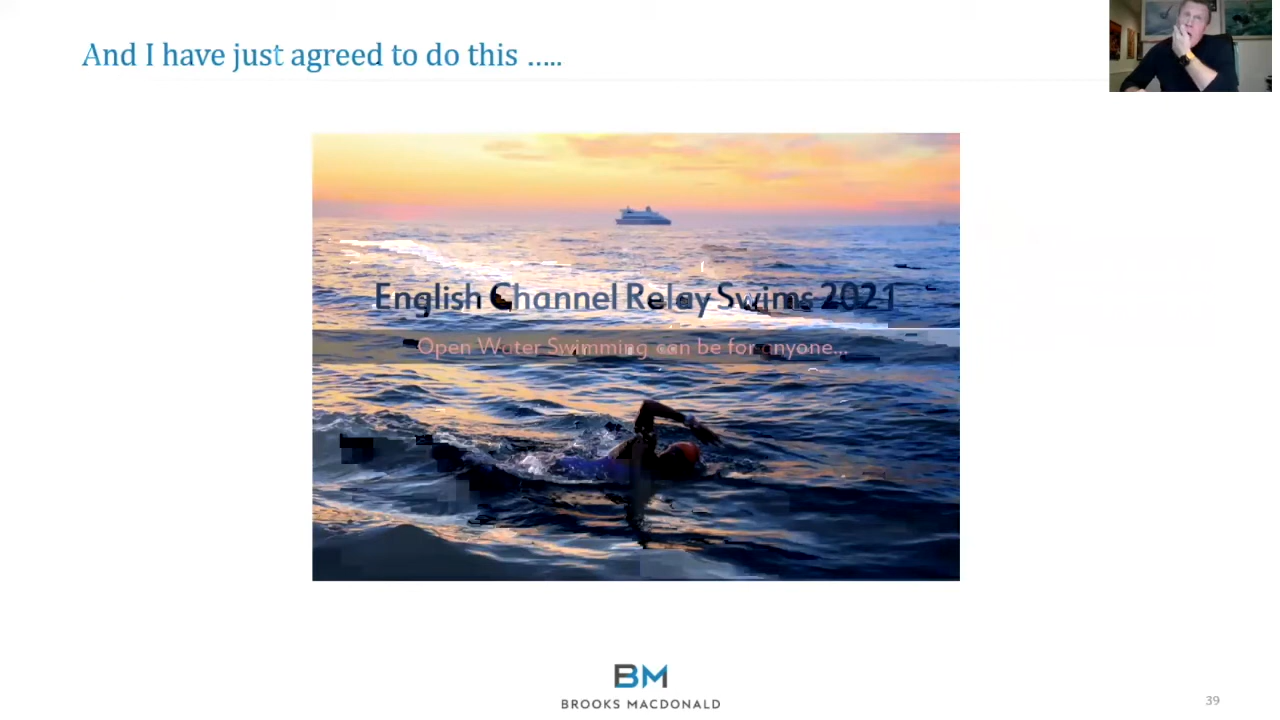 And I have just agreed to do this .....
English Channel Relay Swims 2021
Open Water Swimming can be for anyone...
BM
BROOKS MACDONALD
39